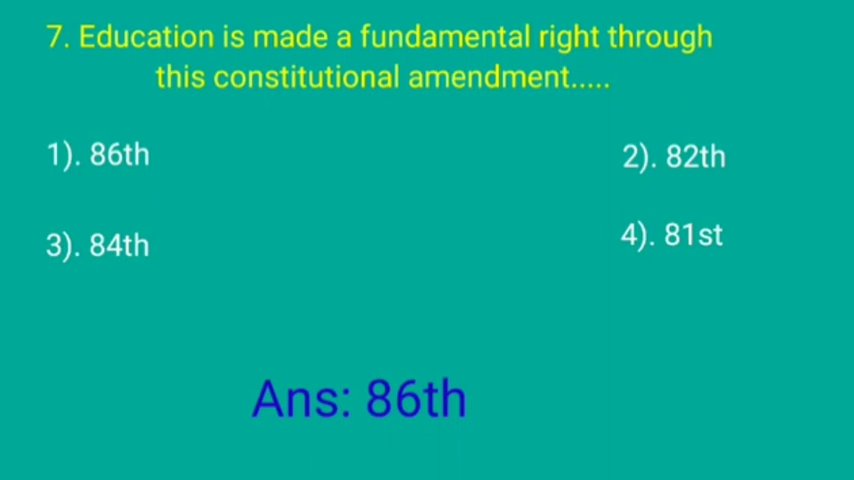 7. Education is made a fundamental right through
this constitutional amendment.....
1). 86th
2). 82th
3). 84th
4). 81st
Ans: 86th